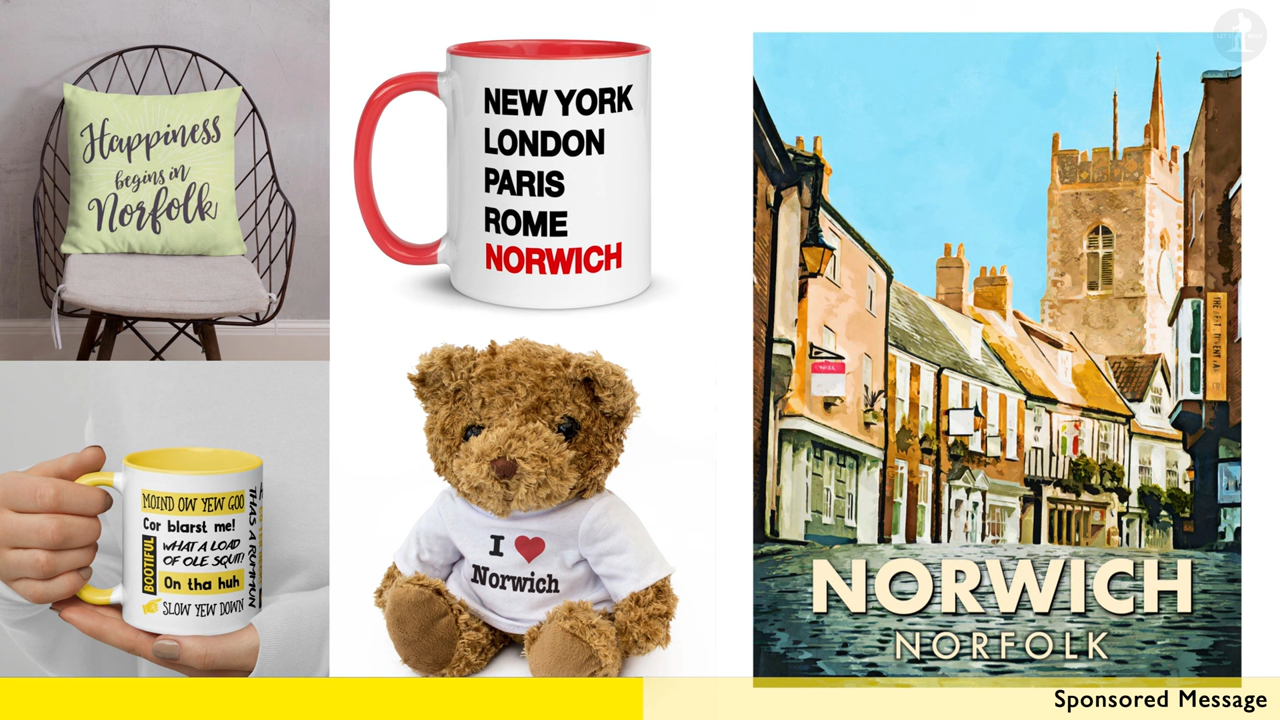 Happiness
begins in
Norfolk
NEW YORK
LONDON
PARIS
ROME
NORWICH
MOIND OW YEW GOO
Cor blarst me!
BOOTIFUL
WHAT A LOAD
OF OLE SQUIT!
On tha huh
SLOW YEW DOWN
THAS A RUM-UN
I
Norwich
NORWICH
NORFOLK
Sponsored Message